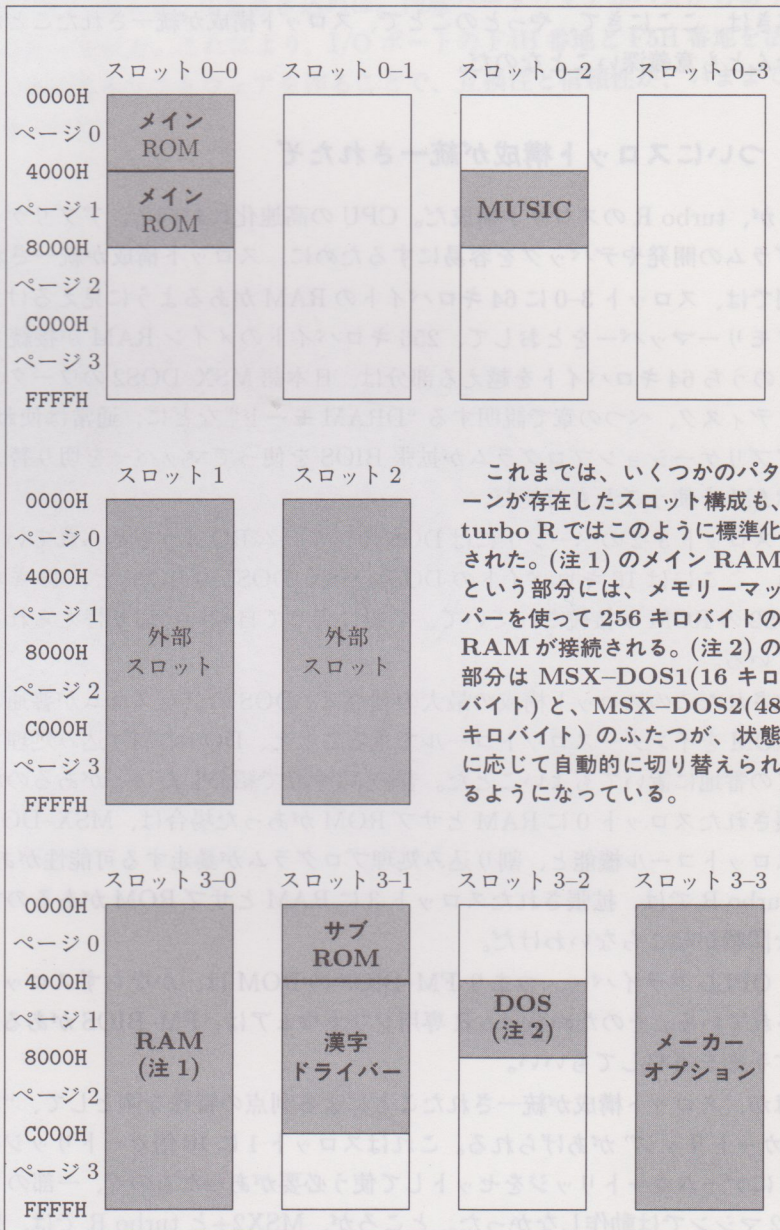 スロット 0–0 スロット 0–1 スロット 0–2 スロット 0–3
0000H
ページ 0
4000H
ページ 1
8000H
ページ 2
C000H
ページ 3
FFFFH
メイン
ROM
メイン
ROM
MUSIC
スロット 1 スロット 2
0000H
ページ 0
4000H
ページ 1
8000H
ページ 2
C000H
ページ 3
FFFFH
外部
スロット
外部
スロット
これまでは、いくつかのパタ
ーンが存在したスロット構成も、
turbo R ではこのように標準化
された。(注 1) のメイン RAM
という部分には、メモリーマッ
パーを使って 256 キロバイトの
RAM が接続される。(注 2) の
部分は MSX–DOS1(16 キロ
バイト) と、MSX–DOS2(48
キロバイト) のふたつが、状態
に応じて自動的に切り替えられ
るようになっている。
スロット 3–0 スロット 3–1 スロット 3–2 スロット 3–3
0000H
ページ 0
4000H
ページ 1
8000H
ページ 2
C000H
ページ 3
FFFFH
RAM
(注 1)
サブ
ROM
漢字
ドライバー
DOS
(注 2)
メーカー
オプション